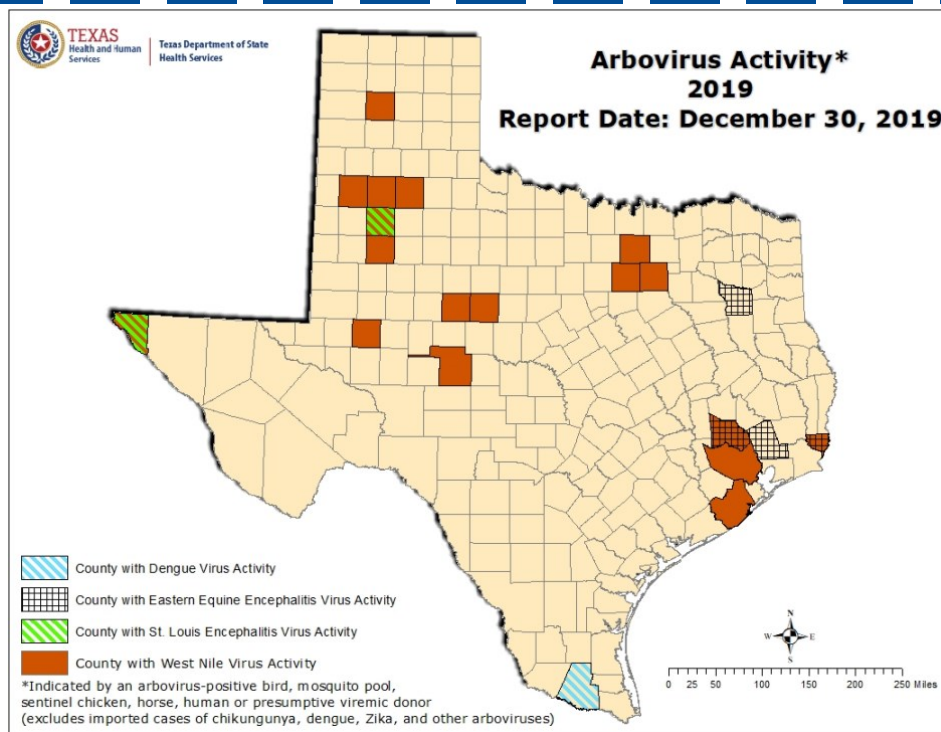 TEXAS
Health and Human
Services
Texas Department of State
Health Services
Arbovirus Activity*
2019
Report Date: December 30, 2019
County with Dengue Virus Activity
County with Eastern Equine Encephalitis Virus Activity
County with St. Louis Encephalitis Virus Activity
County with West Nile Virus Activity
*Indicated by an arbovirus-positive bird, mosquito pool,
sentinel chicken, horse, human or presumptive viremic donor
(excludes imported cases of chikungunya, dengue, Zika, and other arboviruses)
N
W E
S
0 25 50 100 150 200 250 Miles